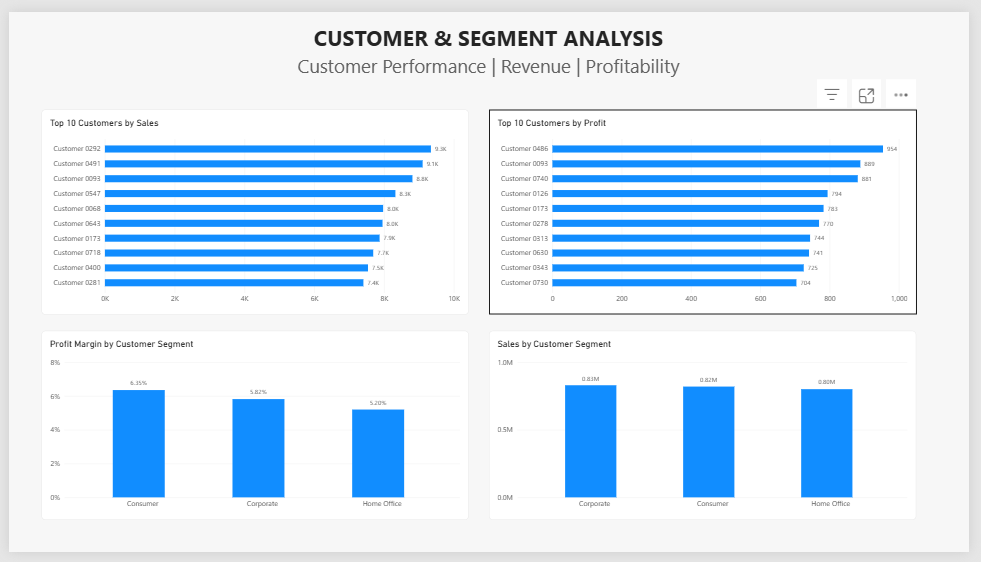 CUSTOMER & SEGMENT ANALYSIS
Customer Performance | Revenue | Profitability
Top 10 Customers by Sales
Customer 0292 9.3K
Customer 0491 9.1K
Customer 0093 8.8K
Customer 0547 8.3K
Customer 0068 8.0K
Customer 0643 8.0K
Customer 0173 7.9K
Customer 0718 7.7K
Customer 0400 7.5K
Customer 0281 7.4K
0K 2K 4K 6K 8K 10K
Top 10 Customers by Profit
Customer 0486 954
Customer 0093 889
Customer 0740 881
Customer 0126 794
Customer 0173 783
Customer 0278 770
Customer 0313 744
Customer 0630 741
Customer 0343 725
Customer 0730 704
0 200 400 600 800 1,000
Profit Margin by Customer Segment
8%
6%
4%
2%
0%
6.35% 5.82% 5.20%
Consumer Corporate Home Office
Sales by Customer Segment
1.0M
0.5M
0.0M
0.83M 0.82M 0.80M
Corporate Consumer Home Office